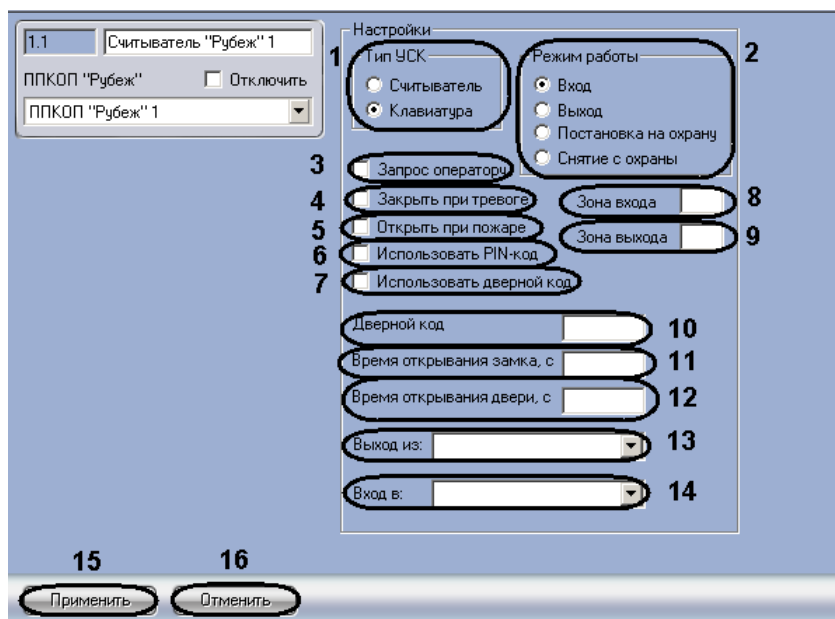 1.1 Считыватель "Рубеж" 1
ППКОП "Рубеж" Отключить
ППКОП "Рубеж" 1
Настройки
1 Тип УСК
Считыватель
Клавиатура
Режим работы 2
Вход
Выход
Постановка на охрану
Снятие с охраны
3 Запрос оператору
4 Закрыть при тревоге
5 Открыть при пожаре
6 Использовать PIN-код
7 Использовать дверной код
Зона входа 8
Зона выхода 9
Дверной код 10
Время открывания замка, с 11
Время открывания двери, с 12
Выход из: 13
Вход в: 14
15 16
Применить Отменить